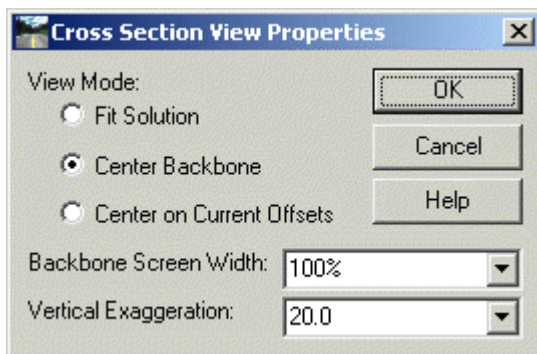 Cross Section View Properties
View Mode:
Fit Solution
Center Backbone
Center on Current Offsets
OK
Cancel
Help
Backbone Screen Width: 100%
Vertical Exaggeration: 20.0